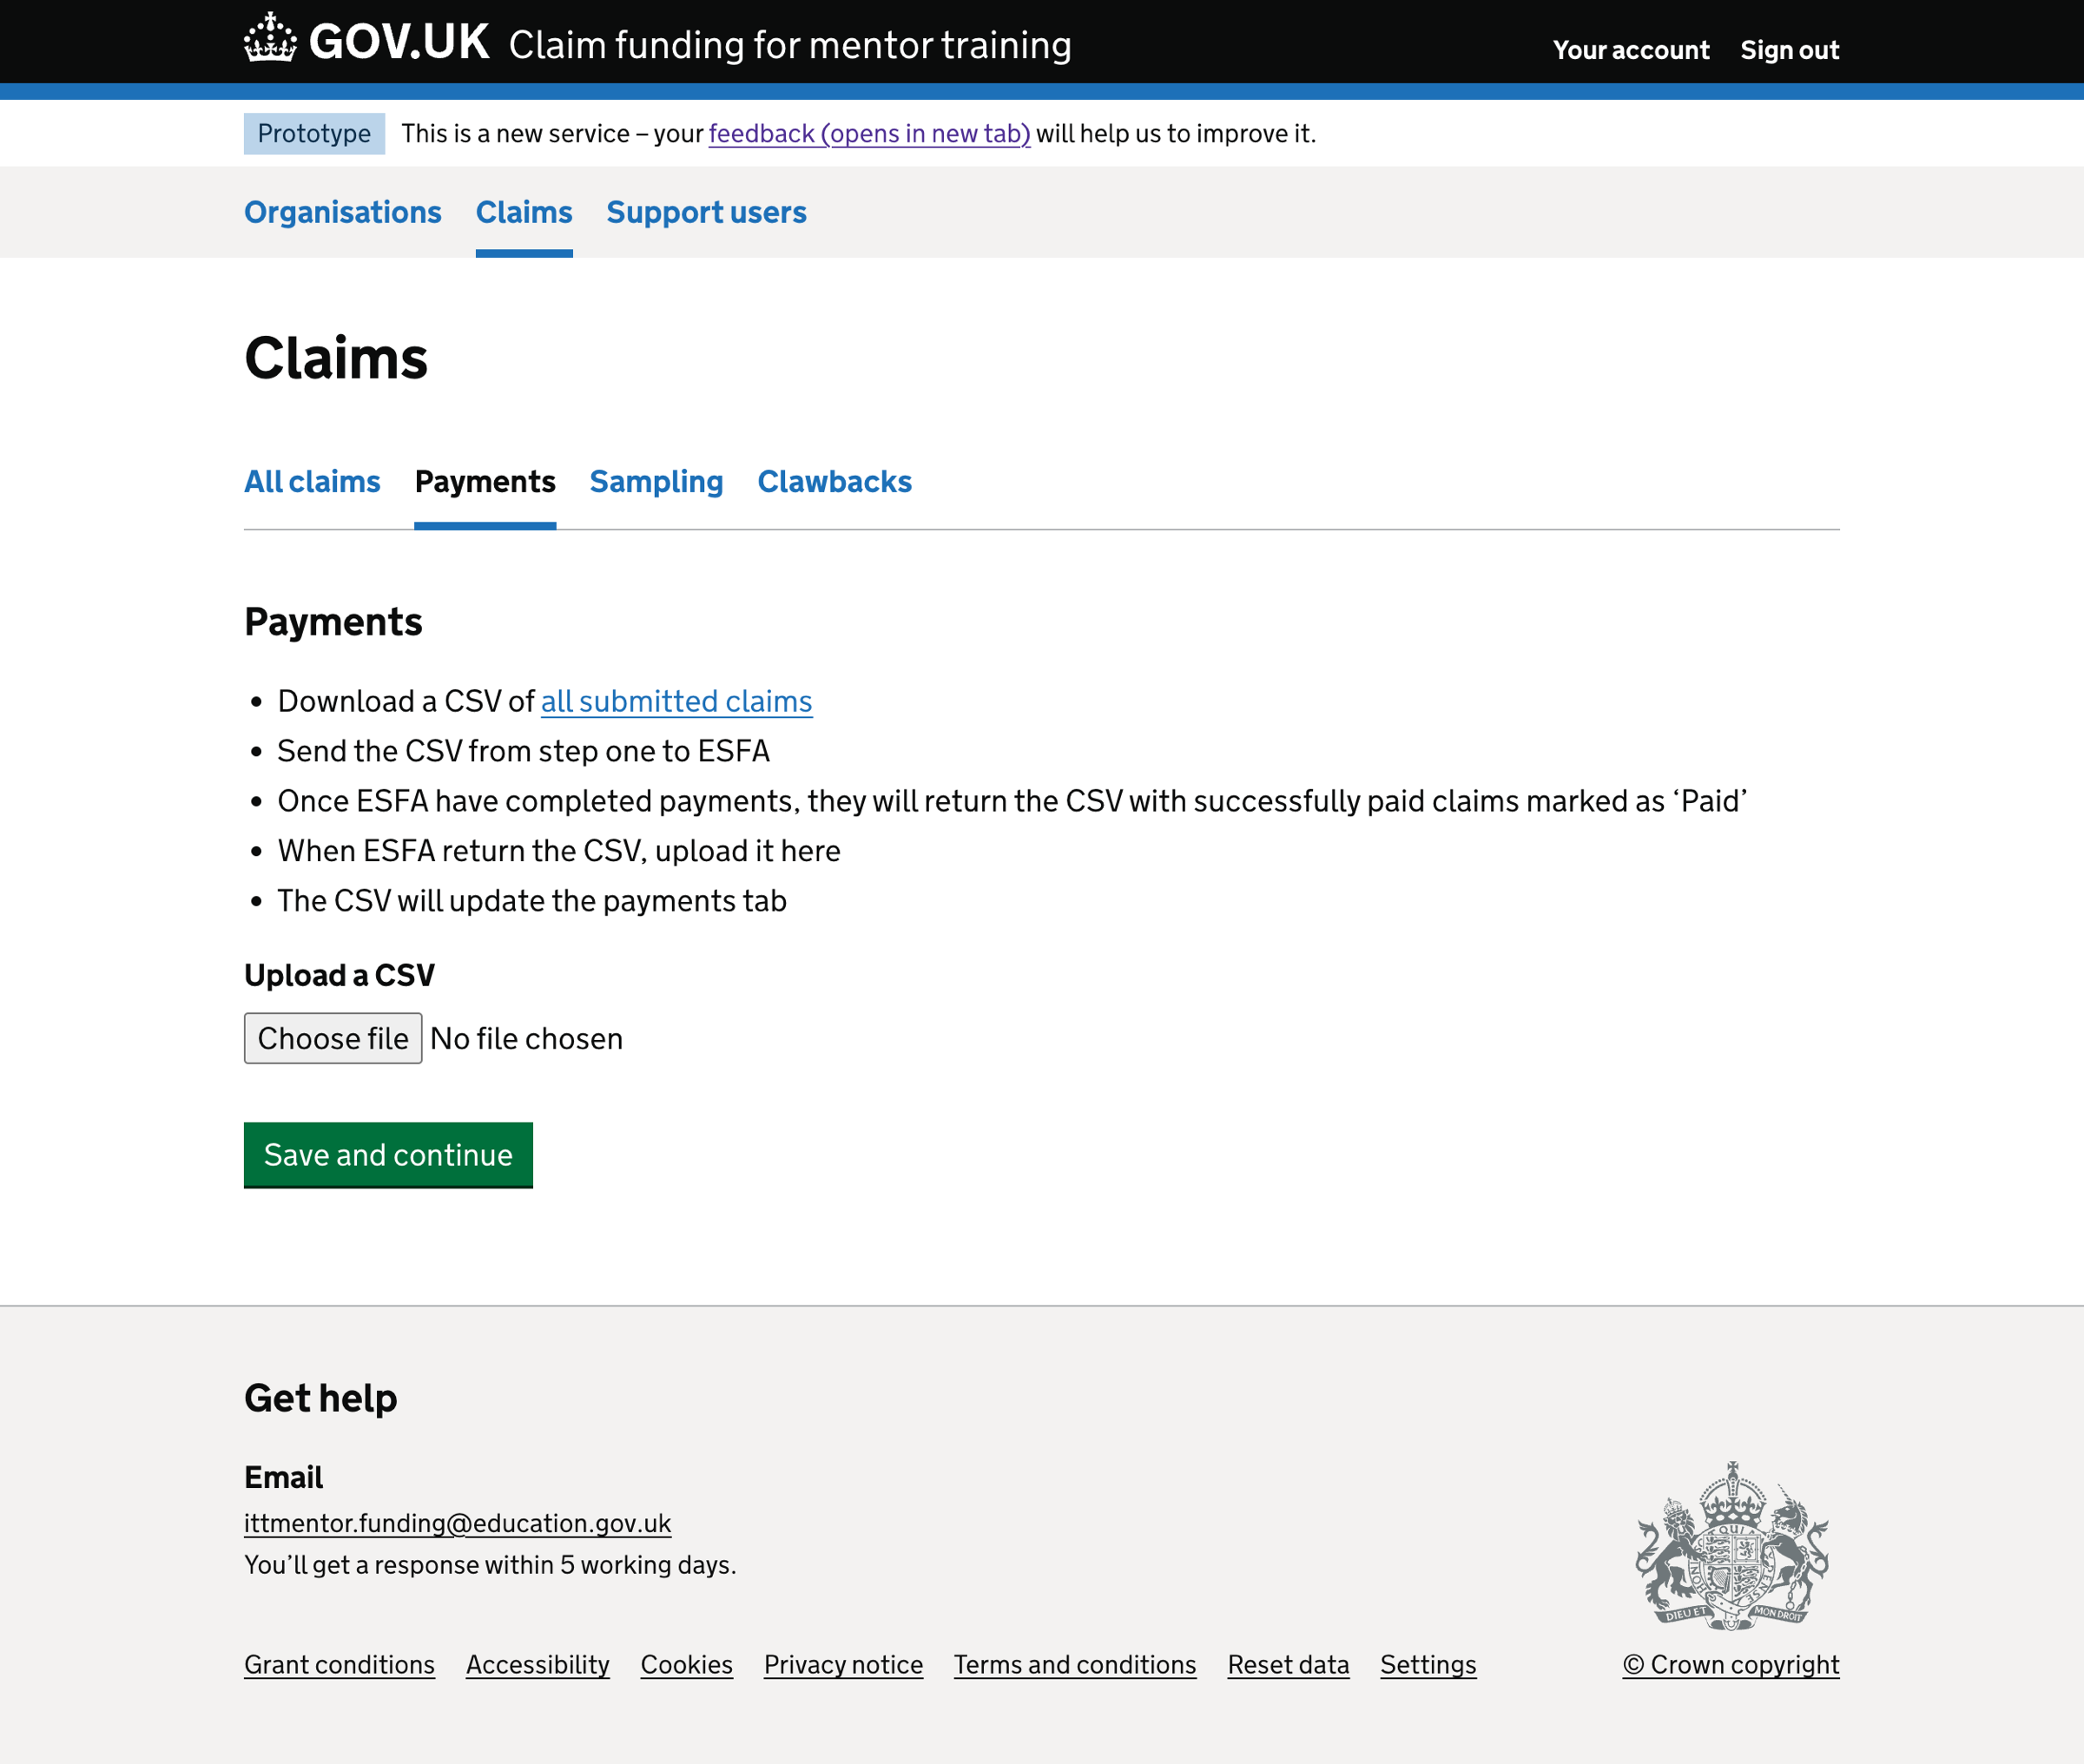 GOV.UK Claim funding for mentor training Your account Sign out
Prototype This is a new service – your feedback (opens in new tab) will help us to improve it.
Organisations Claims Support users
Claims
All claims Payments Sampling Clawbacks
Payments
• Download a CSV of all submitted claims
• Send the CSV from step one to ESFA
• Once ESFA have completed payments, they will return the CSV with successfully paid claims marked as ‘Paid’
• When ESFA return the CSV, upload it here
• The CSV will update the payments tab
Upload a CSV
Choose file No file chosen
Save and continue
Get help
Email
ittmentor.funding@education.gov.uk
You’ll get a response within 5 working days.
DIEU ET MON DROIT
Grant conditions Accessibility Cookies Privacy notice Terms and conditions Reset data Settings © Crown copyright